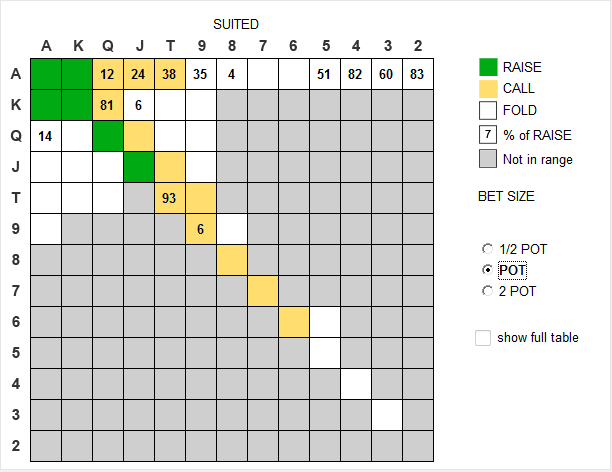 SUITED
A K Q J T 9 8 7 6 5 4 3 2
A 12 24 38 35 4 51 82 60 83
K 81 6
Q 14
J
T 93
9 6
8
7
6
5
4
3
2
RAISE
CALL
FOLD
7 % of RAISE
Not in range
BET SIZE
1/2 POT
POT
2 POT
show full table